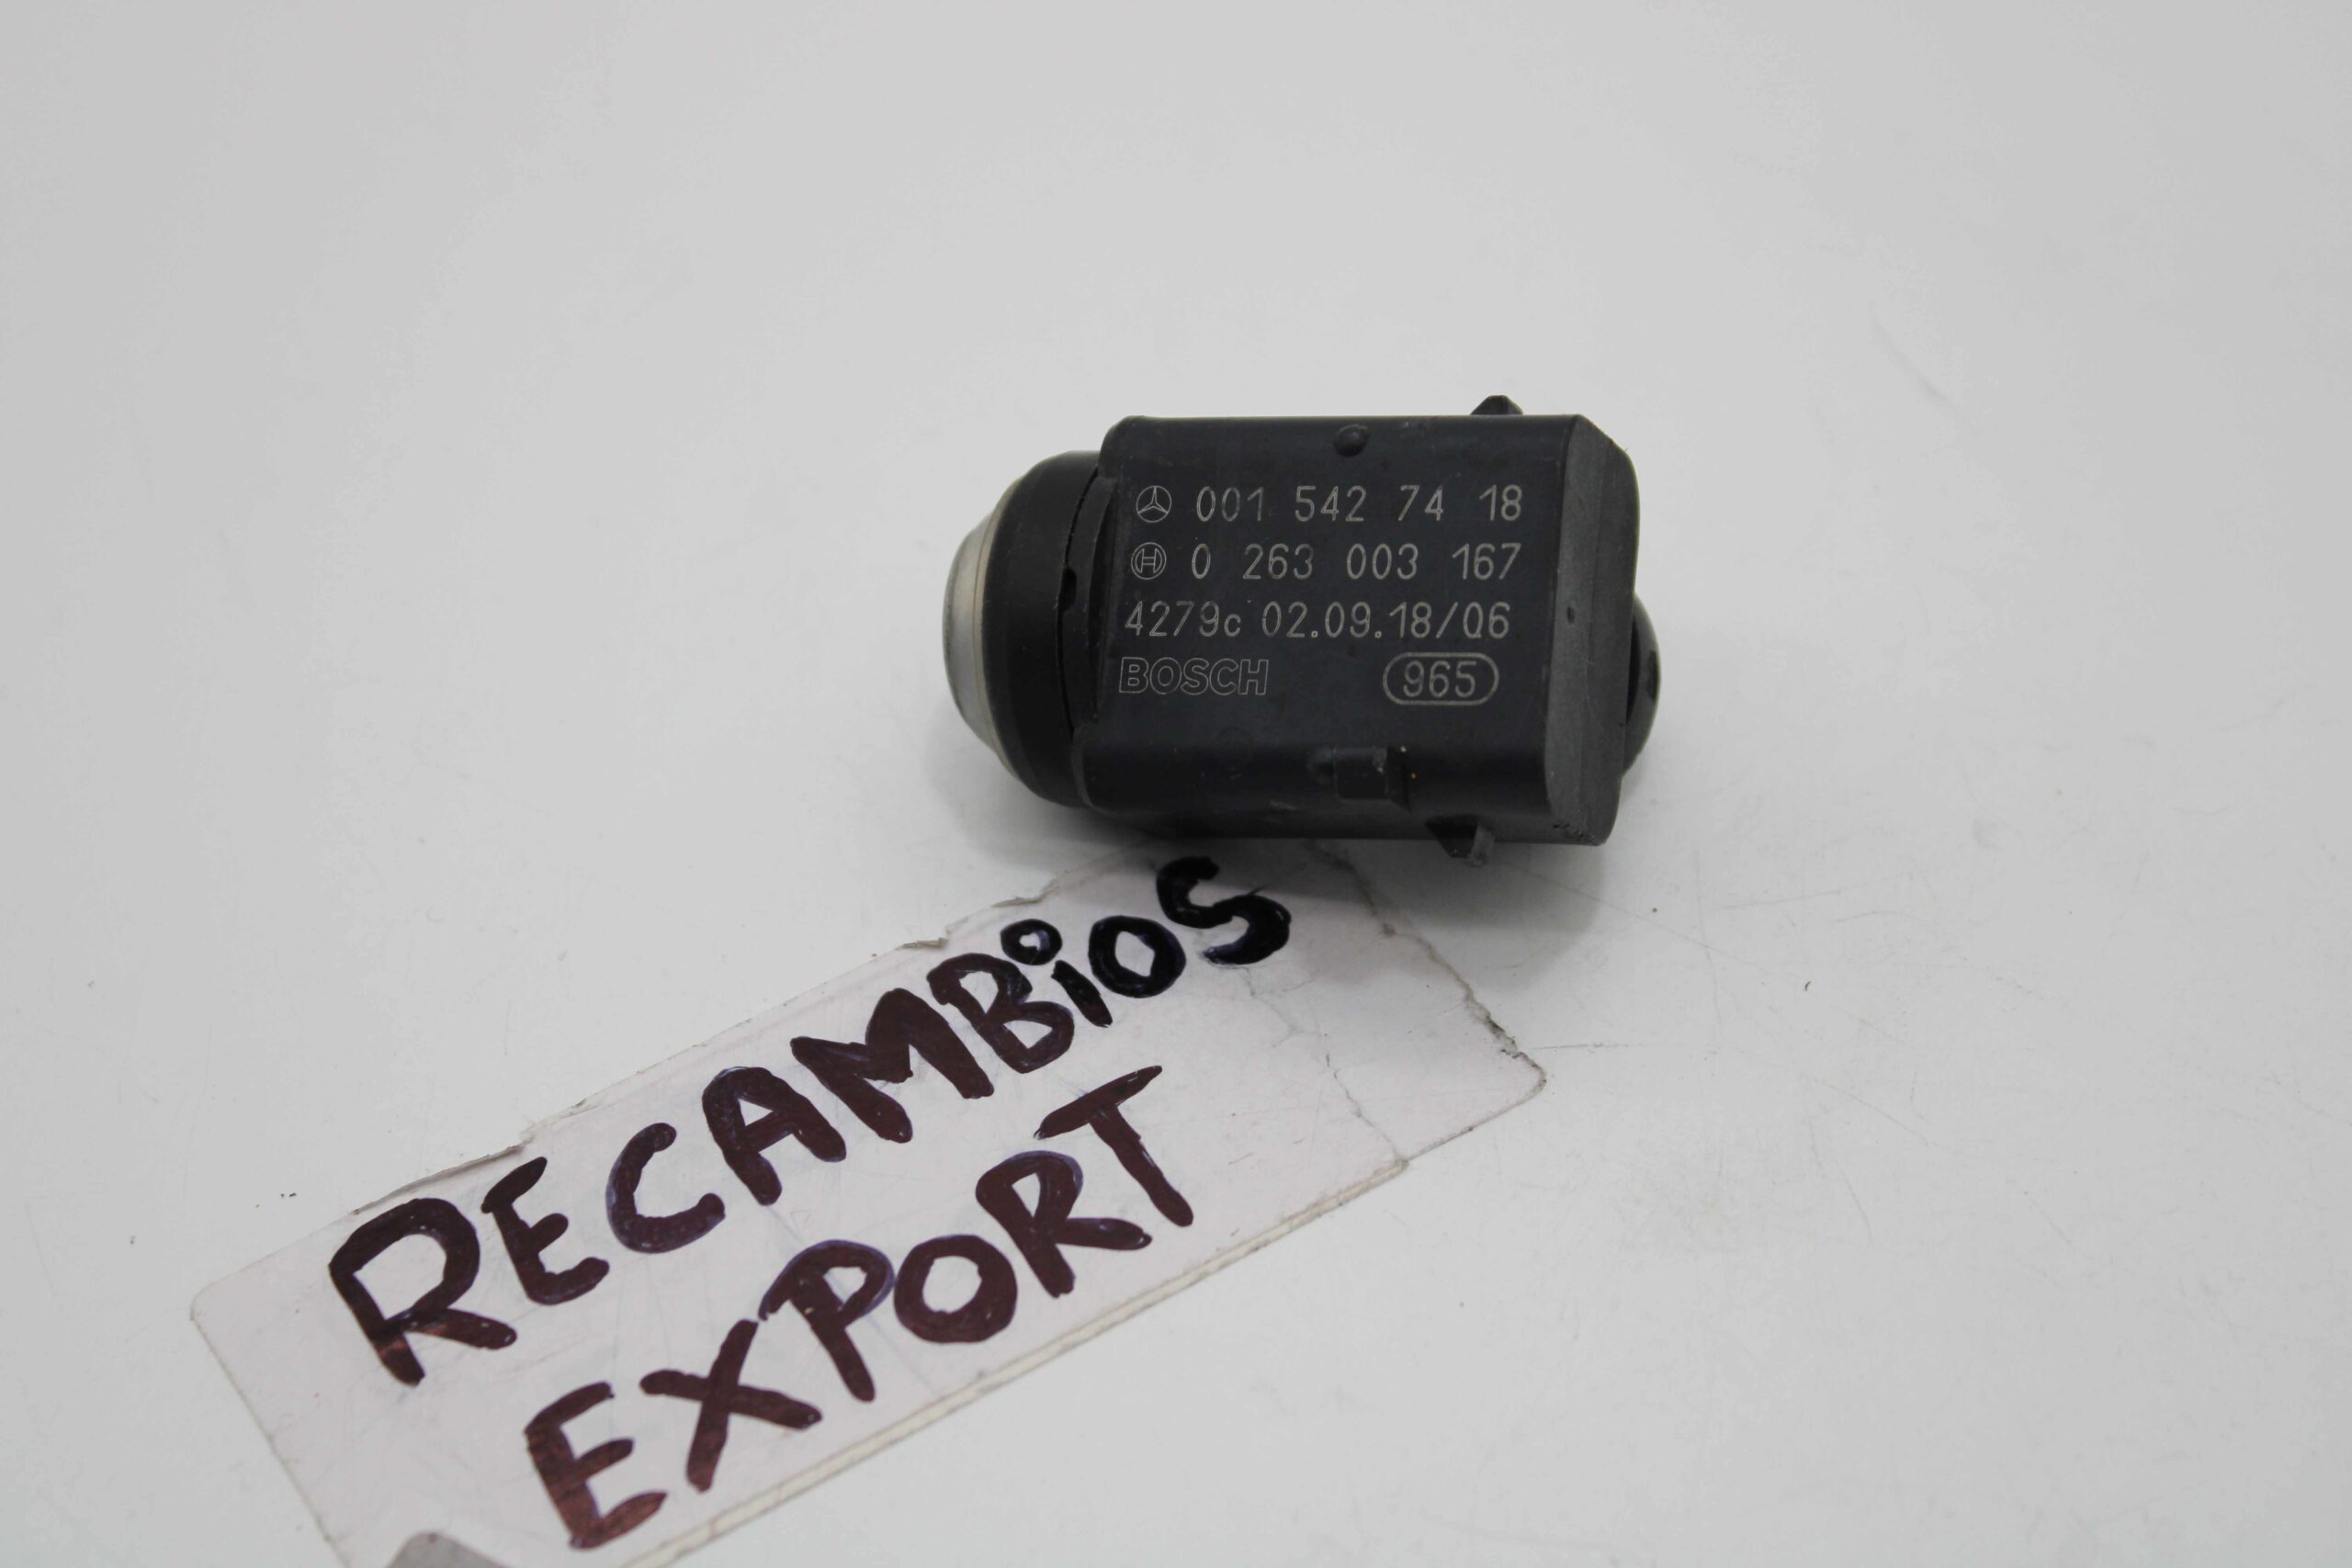 001 542 74 18
0 263 003 167
4279c 02.09.18/06
BOSCH 965
RECAMBiOS
EXPORT